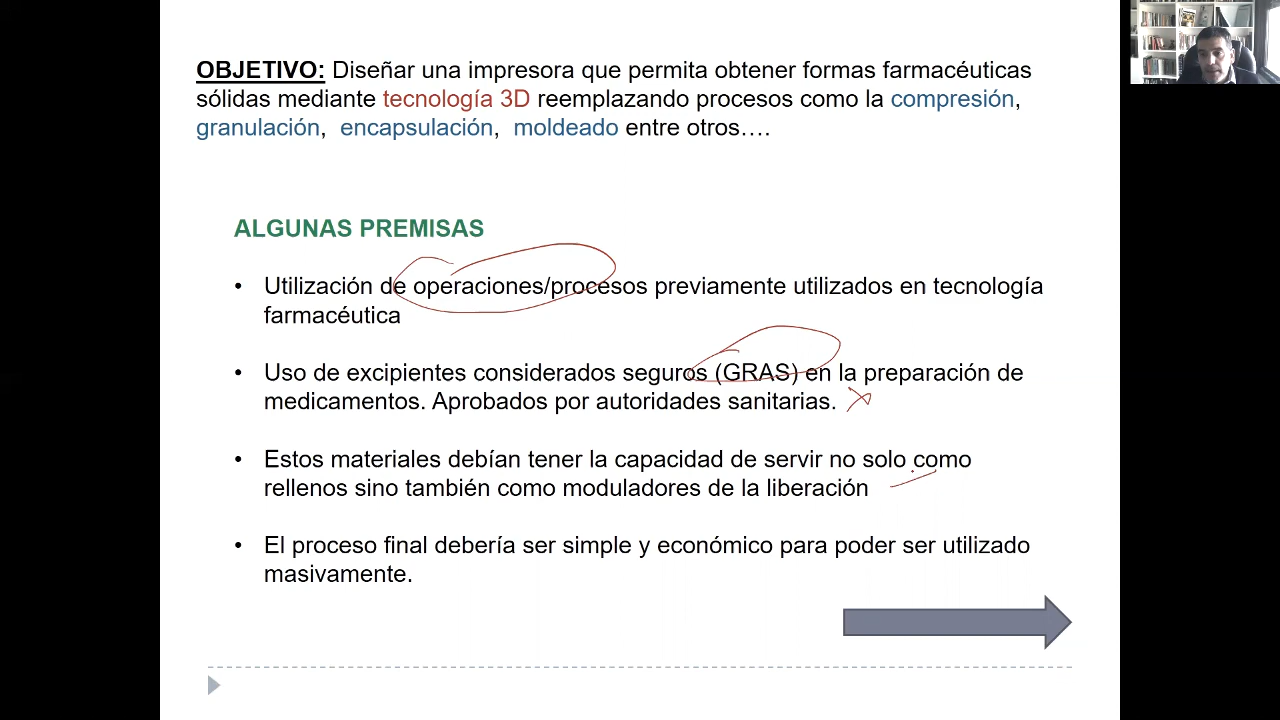 OBJETIVO: Diseñar una impresora que permita obtener formas farmacéuticas
sólidas mediante tecnología 3D reemplazando procesos como la compresión,
granulación, encapsulación, moldeado entre otros….
ALGUNAS PREMISAS
• Utilización de operaciones/procesos previamente utilizados en tecnología
farmacéutica
• Uso de excipientes considerados seguros (GRAS) en la preparación de
medicamentos. Aprobados por autoridades sanitarias.
• Estos materiales debían tener la capacidad de servir no solo como
rellenos sino también como moduladores de la liberación
• El proceso final debería ser simple y económico para poder ser utilizado
masivamente.